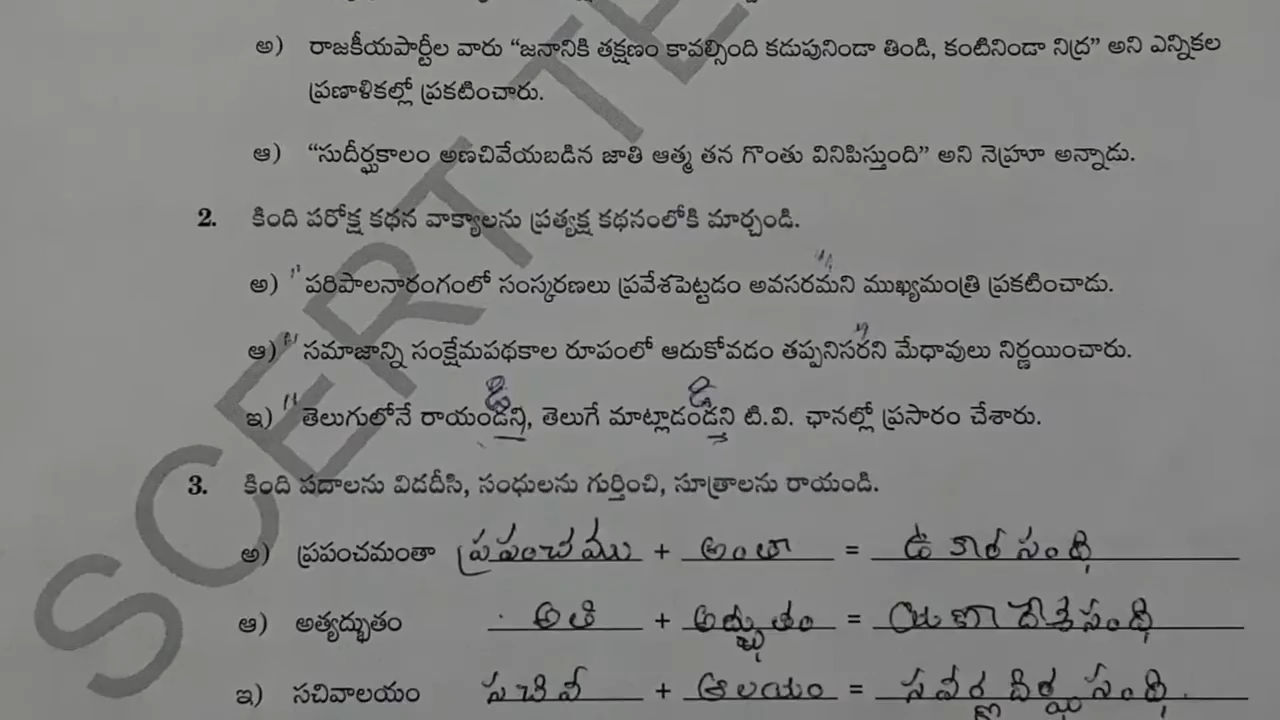 అ) రాజకీయపార్టీల వారు “జనానికి తక్షణం కావల్సింది కడుపునిండా తిండి, కంటినిండా నిద్ర” అని ఎన్నికల
ప్రణాళికల్లో ప్రకటించారు.
ఆ) “సుదీర్ఘకాలం అణచివేయబడిన జాతి ఆత్మ తన గొంతు వినిపిస్తుంది” అని నెహ్రూ అన్నాడు.
2. కింది పరోక్ష కథన వాక్యాలను ప్రత్యక్ష కథనంలోకి మార్చండి.
అ) " పరిపాలనారంగంలో సంస్కరణలు ప్రవేశపెట్టడం అవసరమని" ముఖ్యమంత్రి ప్రకటించాడు.
ఆ) " సమాజాన్ని సంక్షేమపథకాల రూపంలో ఆదుకోవడం తప్పనిసరని" మేధావులు నిర్ణయించారు.
ఇ) " తెలుగులోనే రాయండని, తెలుగే మాట్లాడండని టి.వి. ఛానల్లో ప్రసారం చేశారు.
3. కింది పదాలను విడదీసి, సంధులను గుర్తించి, సూత్రాలను రాయండి.
అ) ప్రపంచమంతా ప్రపంచము + అంతా = ఉకార సంధి
ఆ) అత్యద్భుతం అతి + అద్భుతం = యణాదేశ సంధి
ఇ) సచివాలయం సచివ + ఆలయం = సవర్ణదీర్ఘ సంధి.
SCERT TE